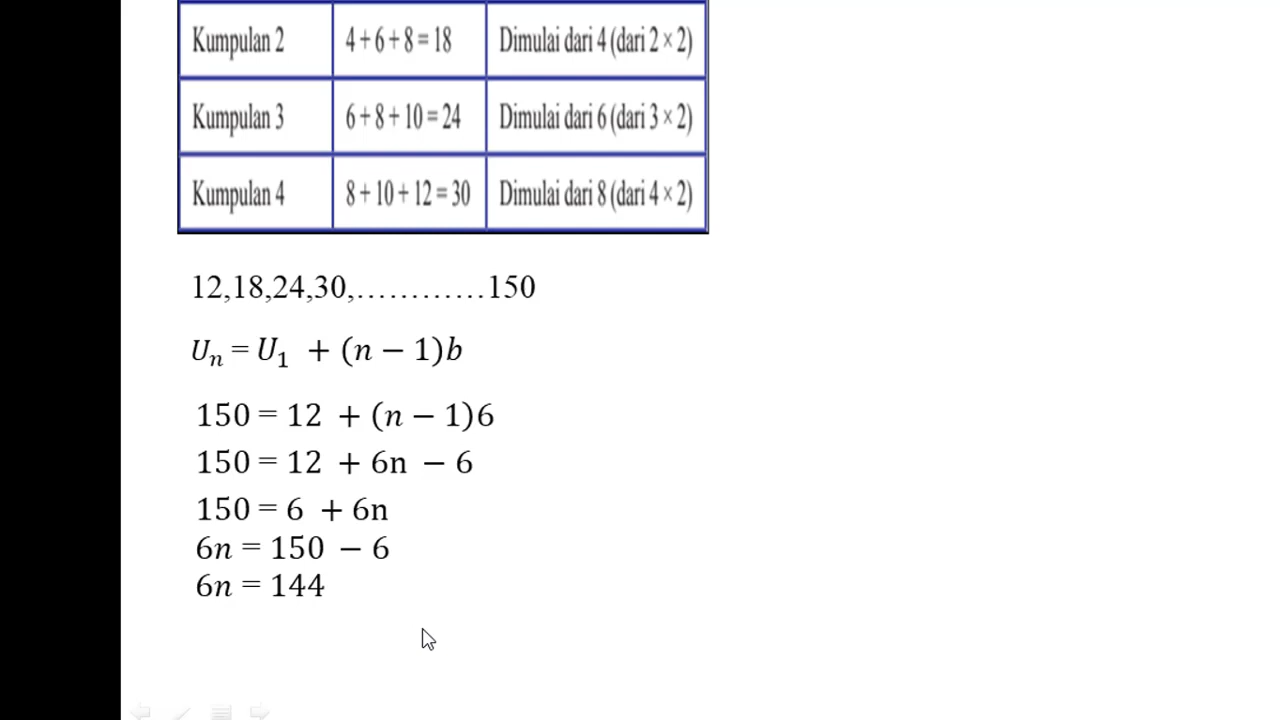 Kumpulan 2 4 + 6 + 8 = 18 Dimulai dari 4 (dari 2 × 2)
Kumpulan 3 6 + 8 + 10 = 24 Dimulai dari 6 (dari 3 × 2)
Kumpulan 4 8 + 10 + 12 = 30 Dimulai dari 8 (dari 4 × 2)
12,18,24,30,…………150
Uₙ = U₁ + (n − 1)b
150 = 12 + (n − 1)6
150 = 12 + 6n − 6
150 = 6 + 6n
6n = 150 − 6
6n = 144